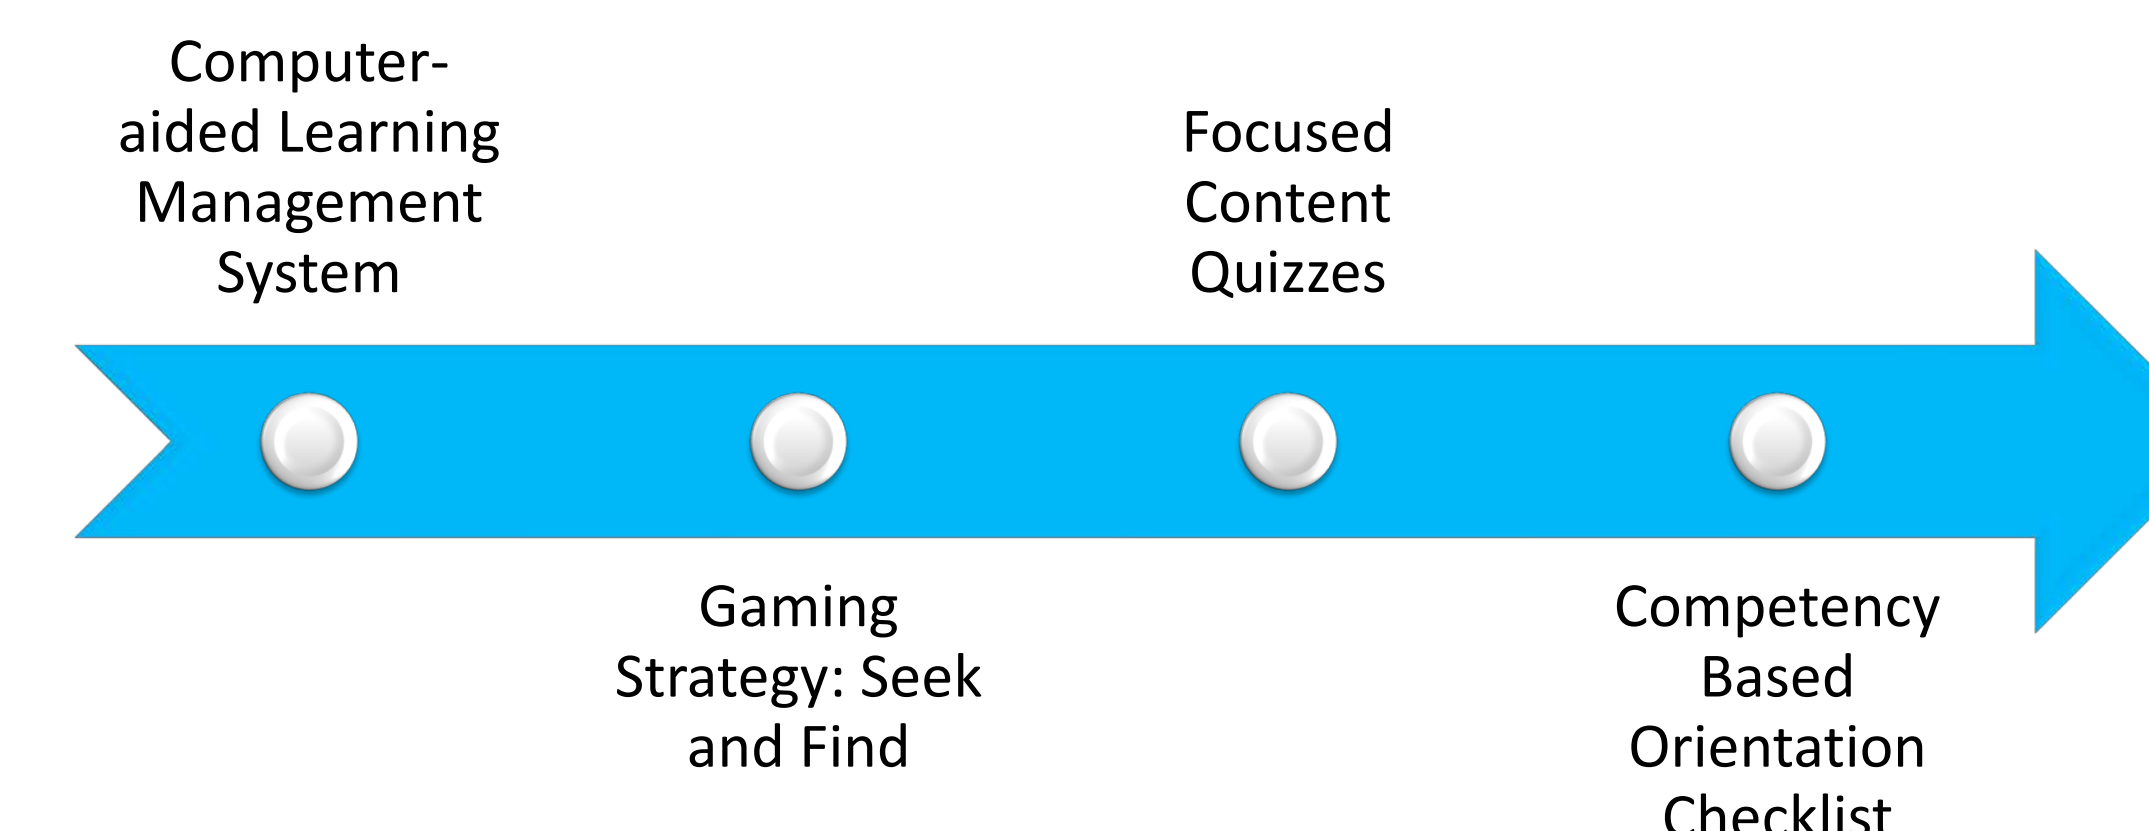 Computer-
aided Learning
Management
System
Gaming
Strategy: Seek
and Find
Focused
Content
Quizzes
Competency
Based
Orientation
Checklist